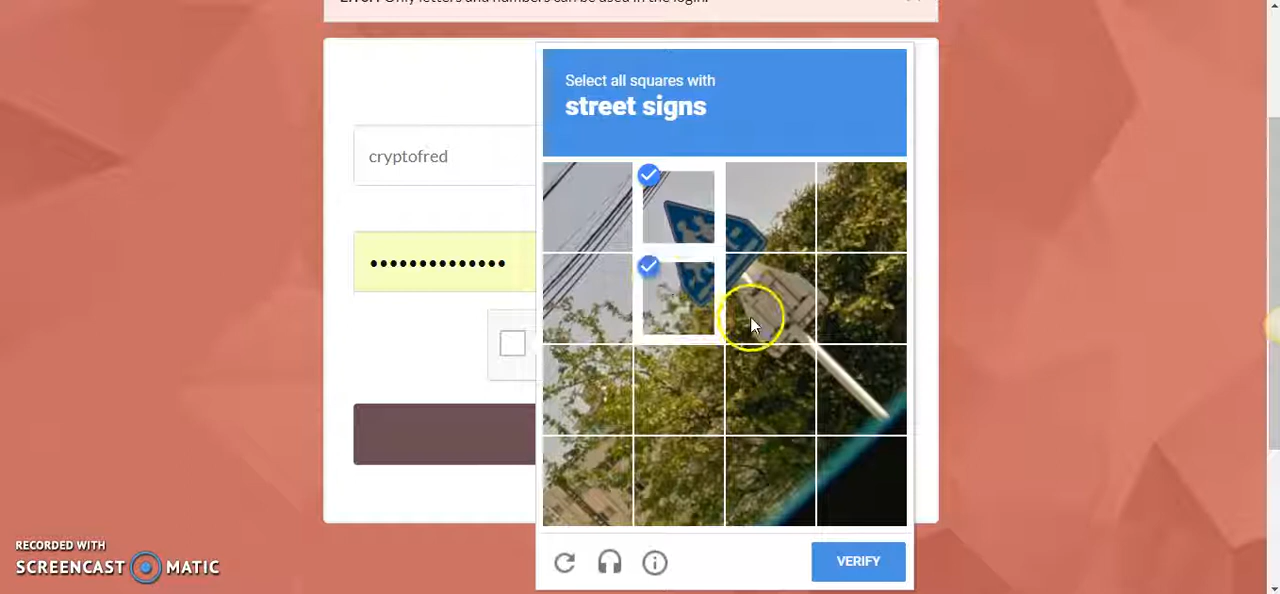 Error: Only letters and numbers can be used in the login.
Select all squares with
street signs
cryptofred
VERIFY
RECORDED WITH
SCREENCAST MATIC